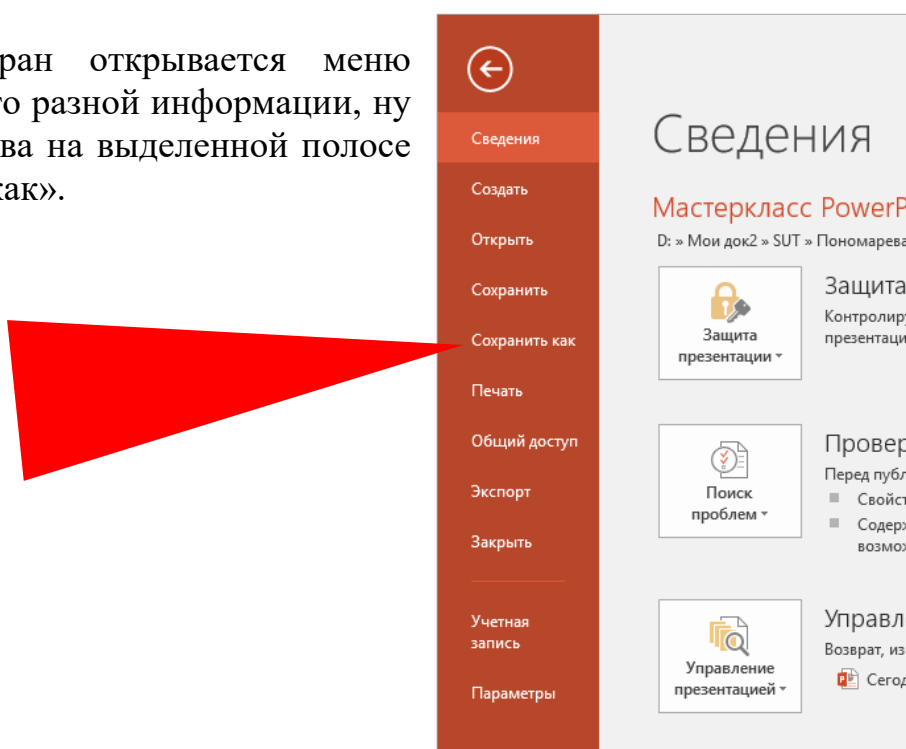 ран открывается меню
го разной информации, ну
ва на выделенной полосе
как».
Сведения
Создать
Открыть
Сохранить
Сохранить как
Печать
Общий доступ
Экспорт
Закрыть
Учетная
запись
Параметры
Сведения
Мастеркласс PowerP
D: » Мои док2 » SUT » Пономарева
Защита
презентации
Защита
Контролиру
презентаци
Поиск
проблем
Провер
Перед публ
Свойст
Содерж
возмож
Управление
презентацией
Управл
Возврат, из
Сегод